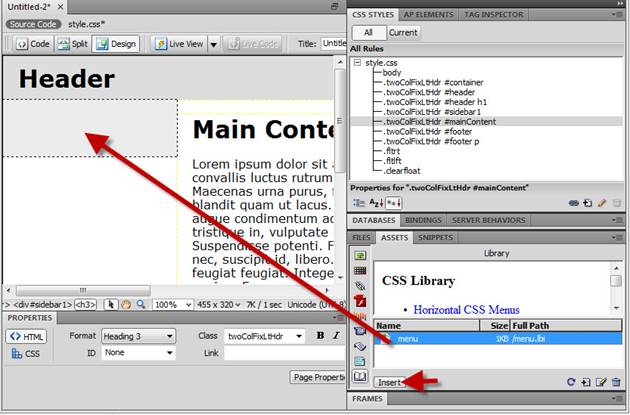 Untitled-2* ×
Source Code style.css*
Code Split Design Live View Live Code Title: Untitle
Header
Main Conte
Lorem ipsum dolor sit a
convallis luctus rutrum
Maecenas urna purus, f
blandit quam ut lacus.
augue condimentum ac
tristique in, vulputate
Suspendisse potenti. F
nec, suscipit id, libero.
feugiat feugiat. Integer
r> <div#sidebar1> <h3> 100% 455 x 320 7K / 1 sec Unicode (UTF-8
PROPERTIES
HTML Format Heading 3 Class twoColFixLtHdr B I
CSS ID None Link
Page Propertie
CSS STYLES AP ELEMENTS TAG INSPECTOR
All Current
All Rules
style.css
body
.twoColFixLtHdr #container
.twoColFixLtHdr #header
.twoColFixLtHdr #header h1
.twoColFixLtHdr #sidebar1
.twoColFixLtHdr #mainContent
.twoColFixLtHdr #footer
.twoColFixLtHdr #footer p
.fltrt
.fltlft
.clearfloat
Properties for ".twoColFixLtHdr #mainContent"
DATABASES BINDINGS SERVER BEHAVIORS
FILES ASSETS SNIPPETS
Library
CSS Library
• Horizontal CSS Menus
Name Size Full Path
menu 1KB /menu.lbi
Insert
FRAMES